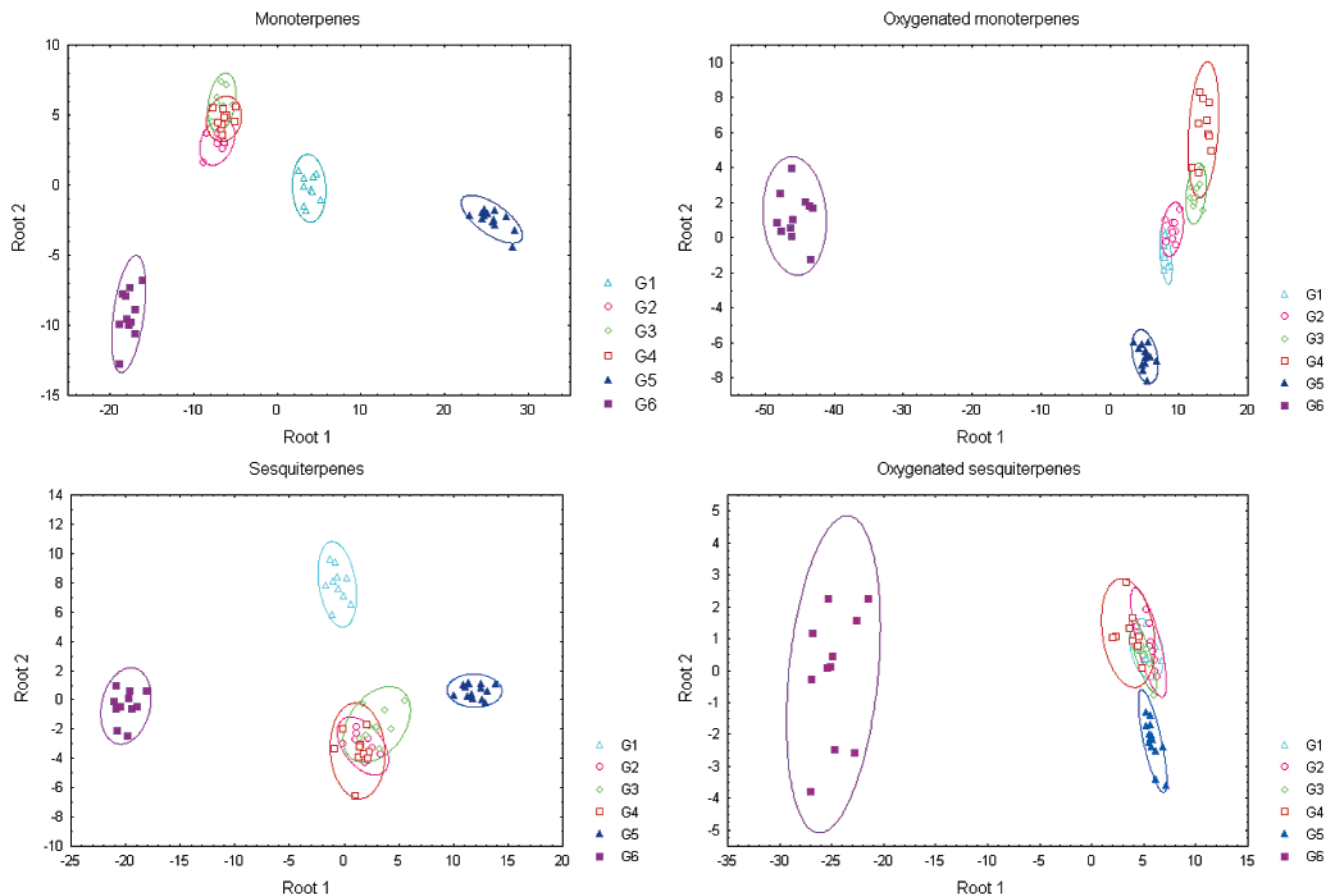 Monoterpenes
10
5
0
-5
-10
-15
Root 2
-20
-10
0
10
20
30
Root 1
G1
G2
G3
G4
G5
G6
Oxygenated monoterpenes
10
8
6
4
2
0
-2
-4
-6
-8
Root 2
-50
-40
-30
-20
-10
0
10
20
Root 1
G1
G2
G3
G4
G5
G6
Sesquiterpenes
14
12
10
8
6
4
2
0
-2
-4
-6
-8
-10
Root 2
-25
-20
-15
-10
-5
0
5
10
15
20
Root 1
G1
G2
G3
G4
G5
G6
Oxygenated sesquiterpenes
5
4
3
2
1
0
-1
-2
-3
-4
-5
Root 2
-35
-30
-25
-20
-15
-10
-5
0
5
10
15
Root 1
G1
G2
G3
G4
G5
G6